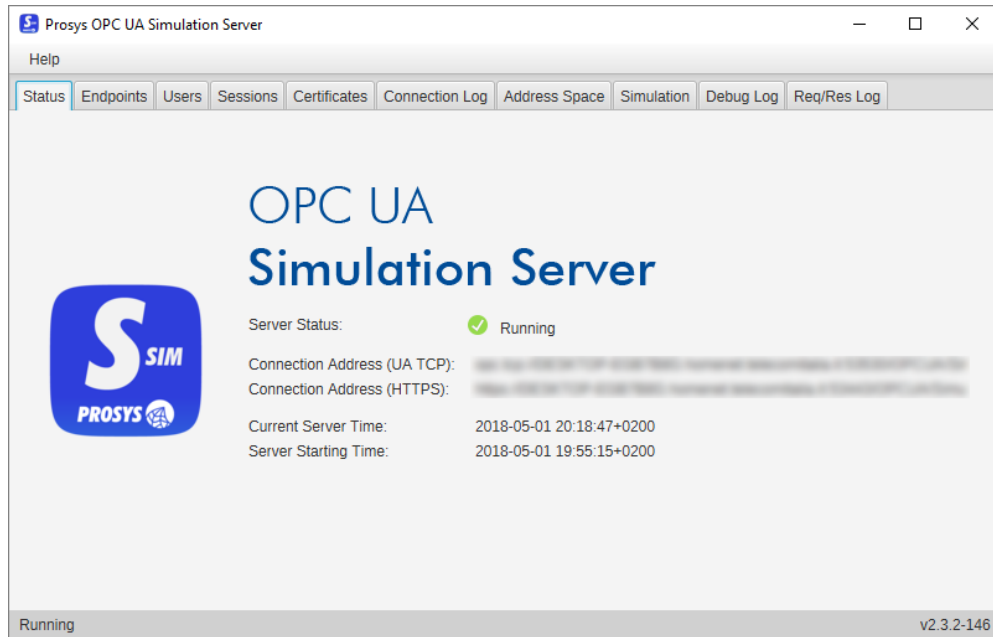 Prosys OPC UA Simulation Server
Help
Status Endpoints Users Sessions Certificates Connection Log Address Space Simulation Debug Log Req/Res Log
OPC UA
Simulation Server
S SIM
PROSYS
Server Status: Running
Connection Address (UA TCP):
Connection Address (HTTPS):
Current Server Time: 2018-05-01 20:18:47+0200
Server Starting Time: 2018-05-01 19:55:15+0200
Running v2.3.2-146